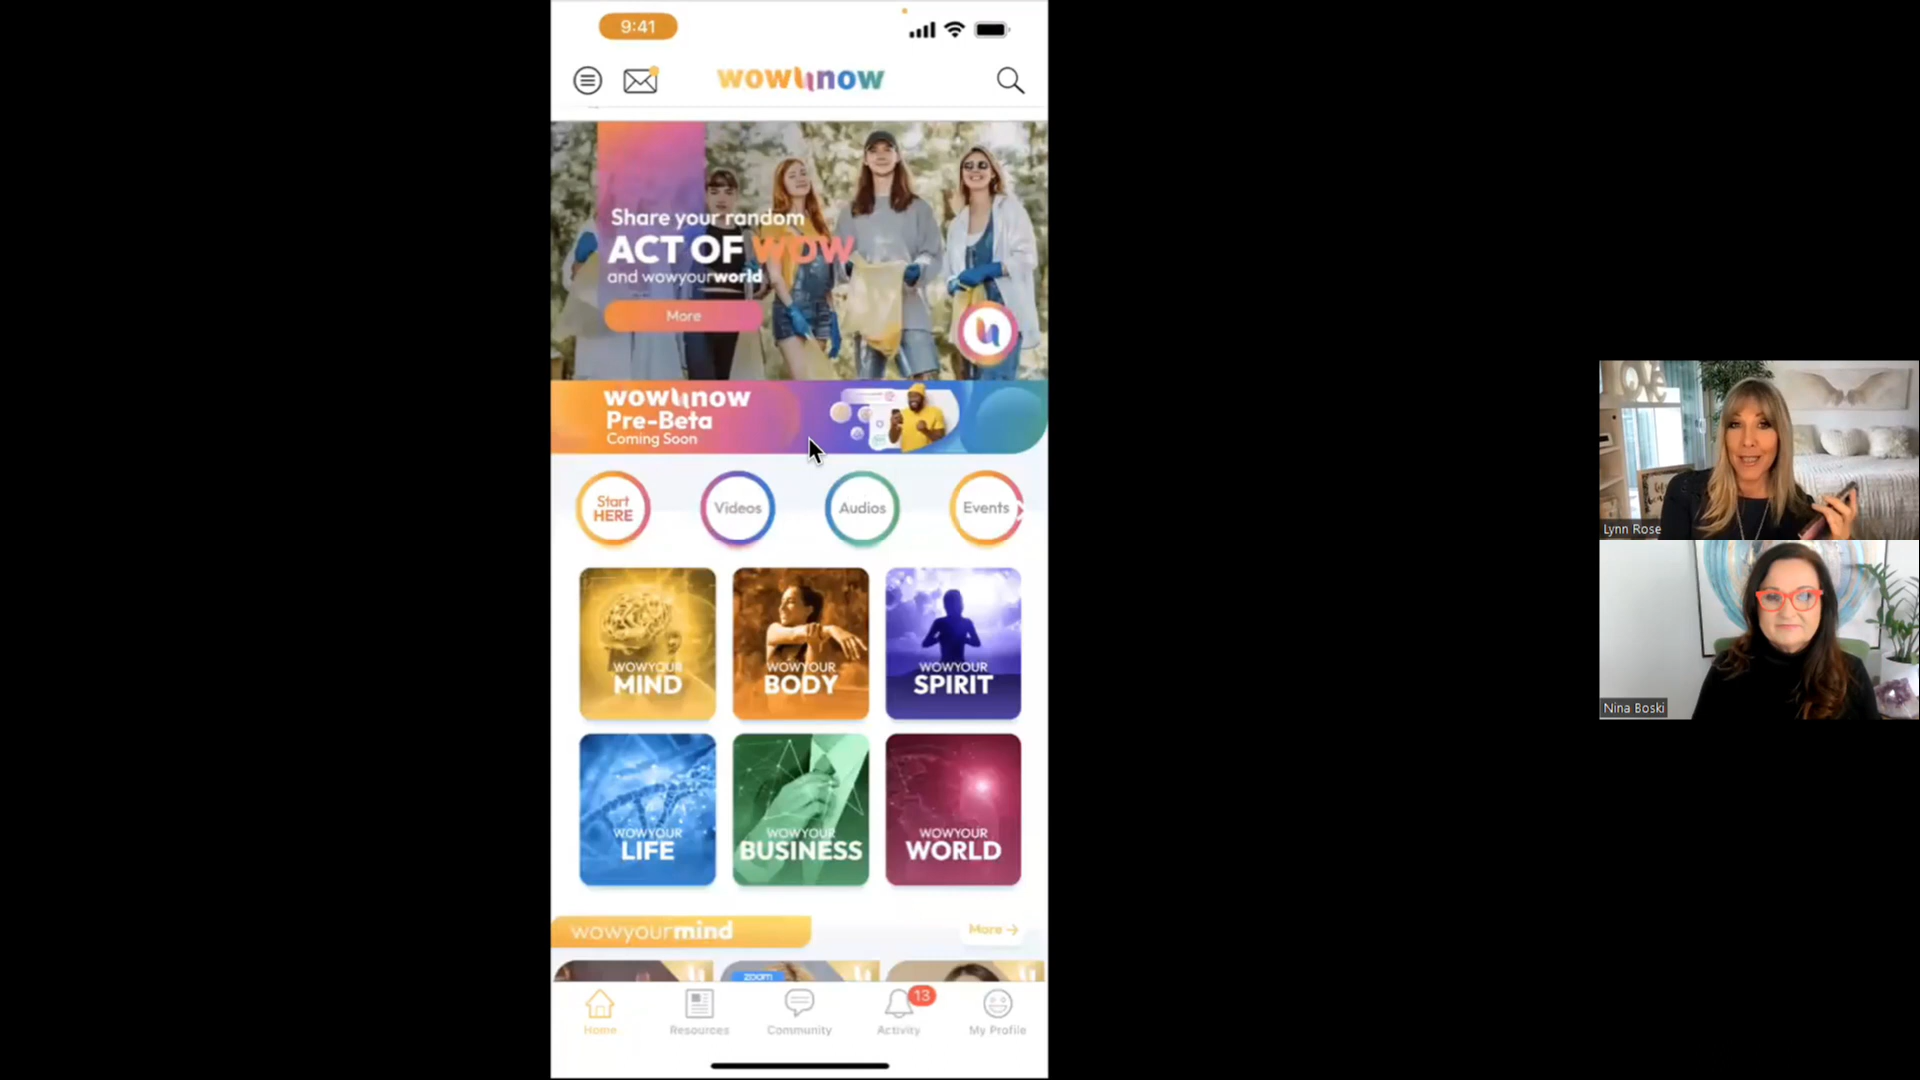 9:41
wowUnow
Share your random
ACT OF WOW
and wowyourworld
More
wowUnow
Pre-Beta
Coming Soon
Start
HERE
Videos
Audios
Events
WOWYOUR
MIND
WOWYOUR
BODY
WOWYOUR
SPIRIT
WOWYOUR
LIFE
WOWYOUR
BUSINESS
WOWYOUR
WORLD
wowyourmind
More →
zoom
Home
Resources
Community
13
Activity
My Profile
Lynn Rose
Nina Boski